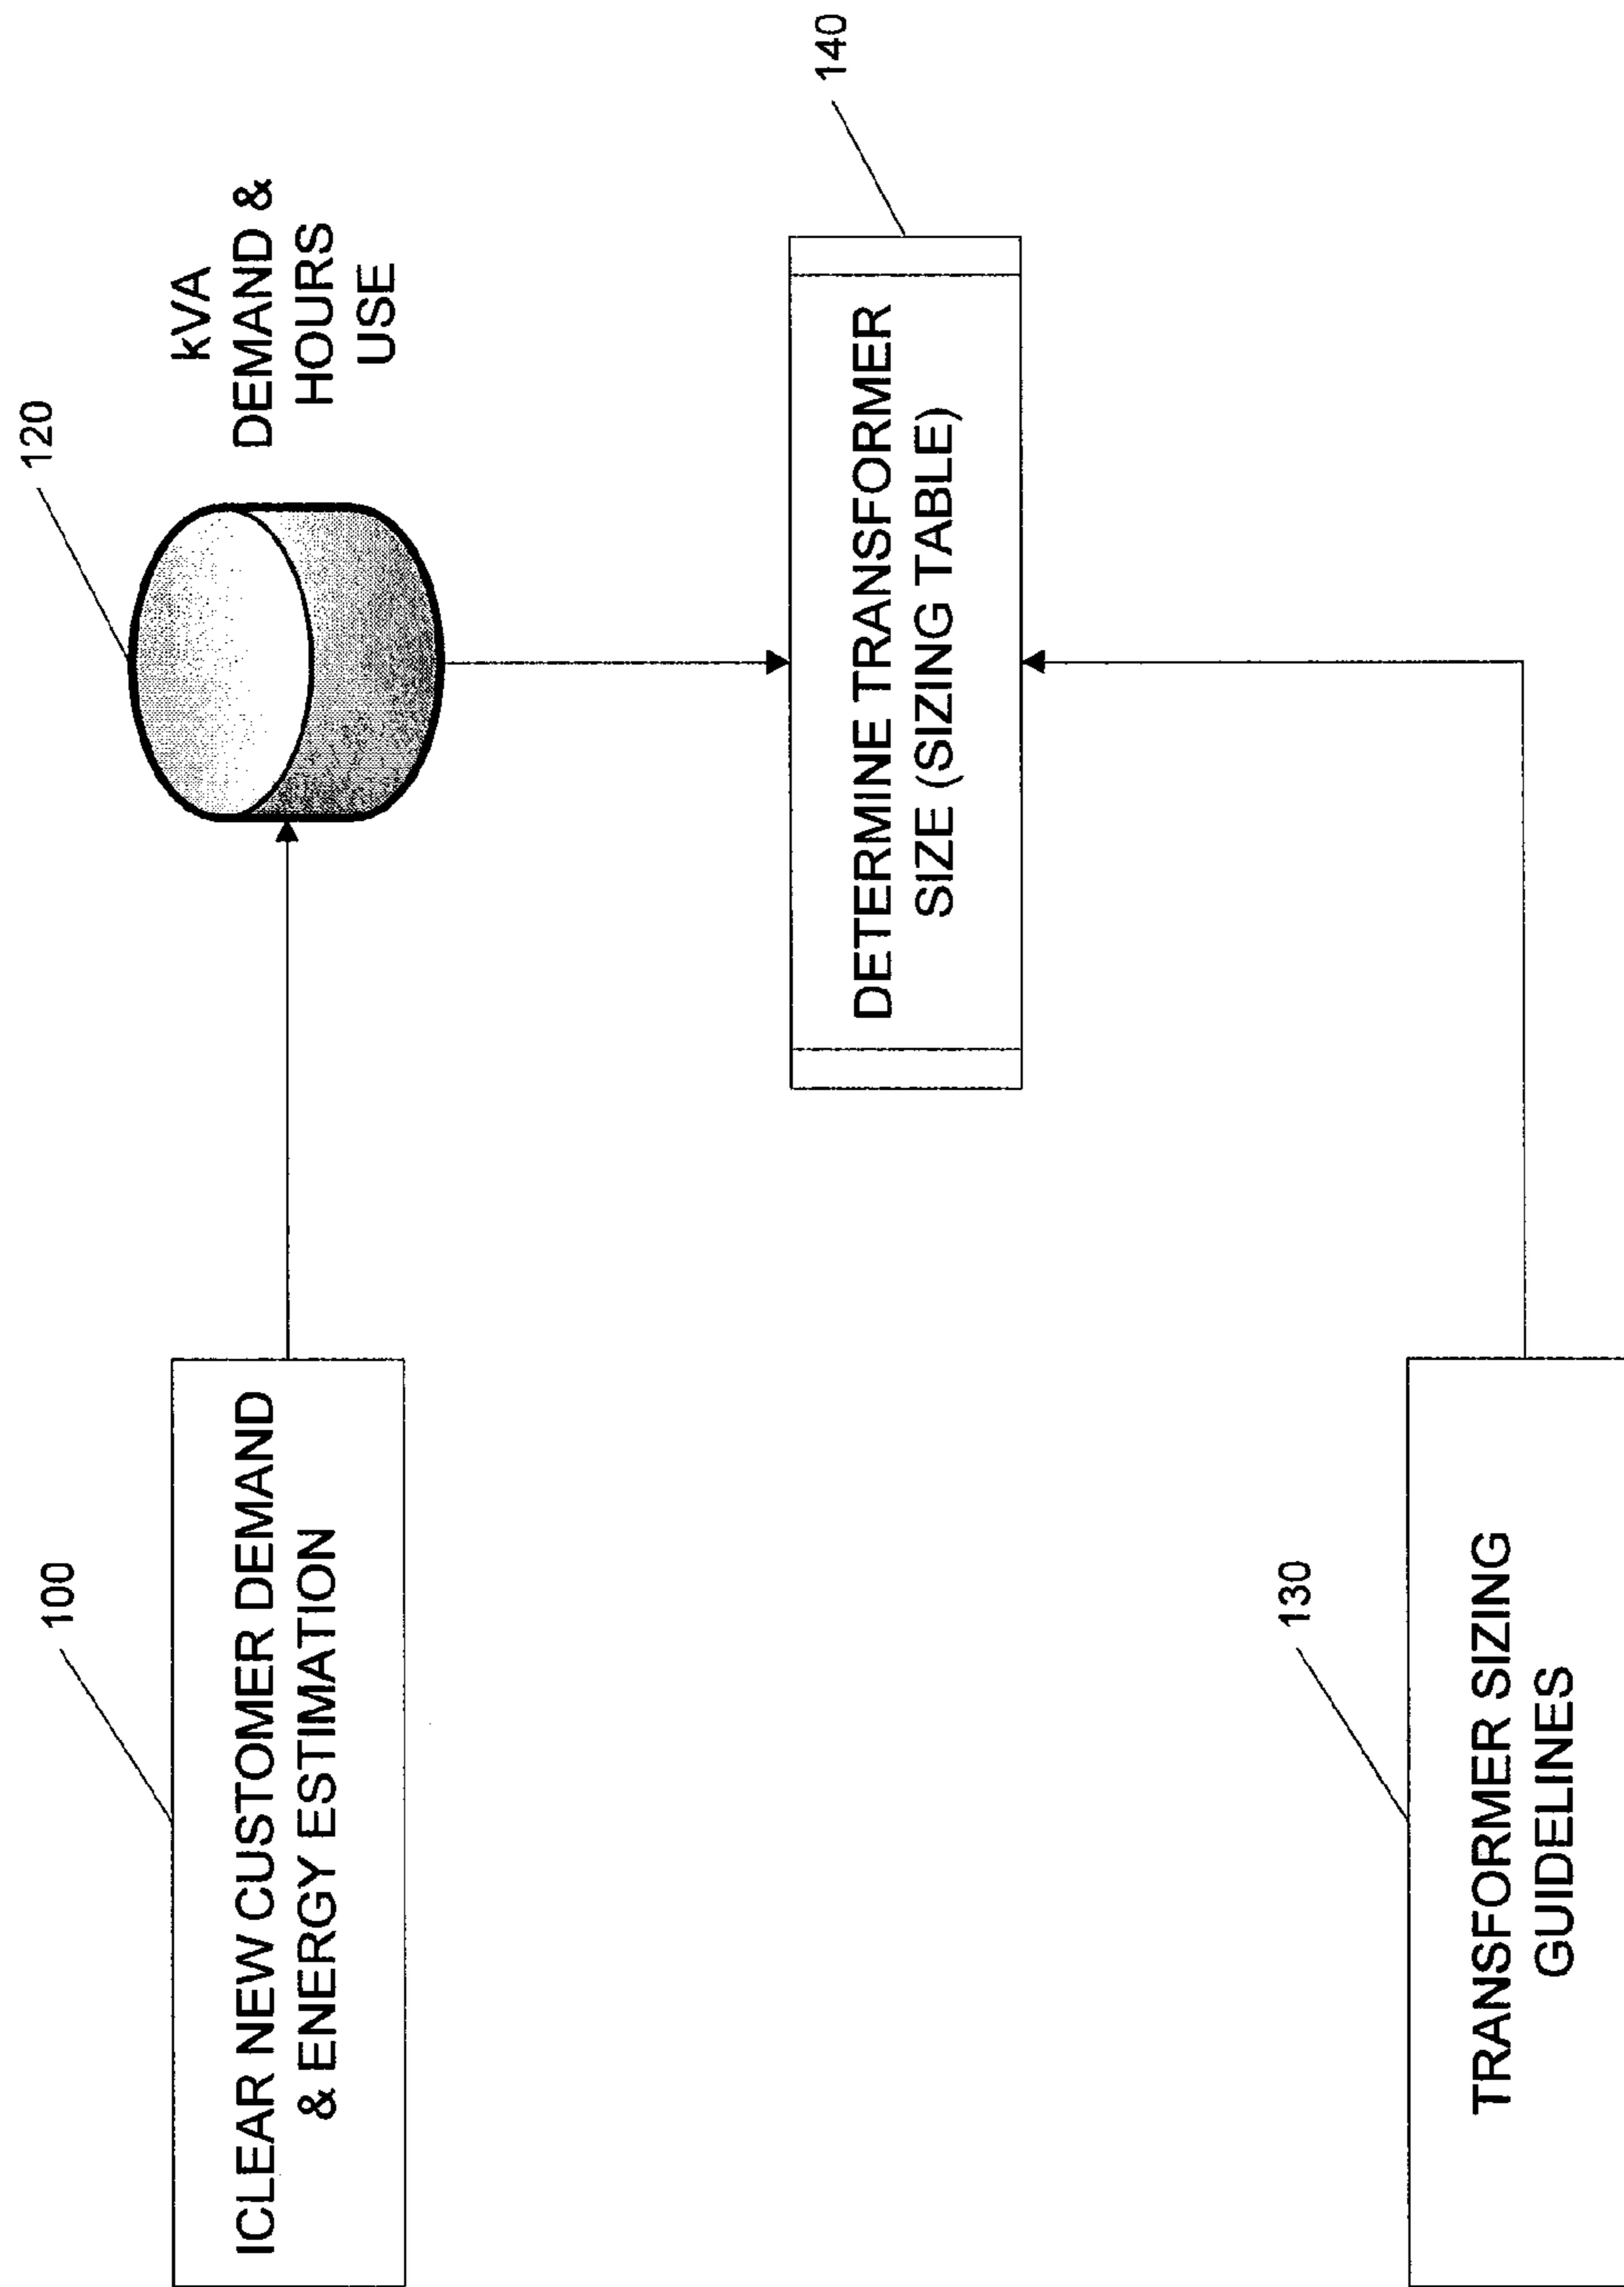 100
ICLEAR NEW CUSTOMER DEMAND
& ENERGY ESTIMATION
120
kVA
DEMAND &
HOURS
USE
130
TRANSFORMER SIZING
GUIDELINES
140
DETERMINE TRANSFORMER
SIZE (SIZING TABLE)